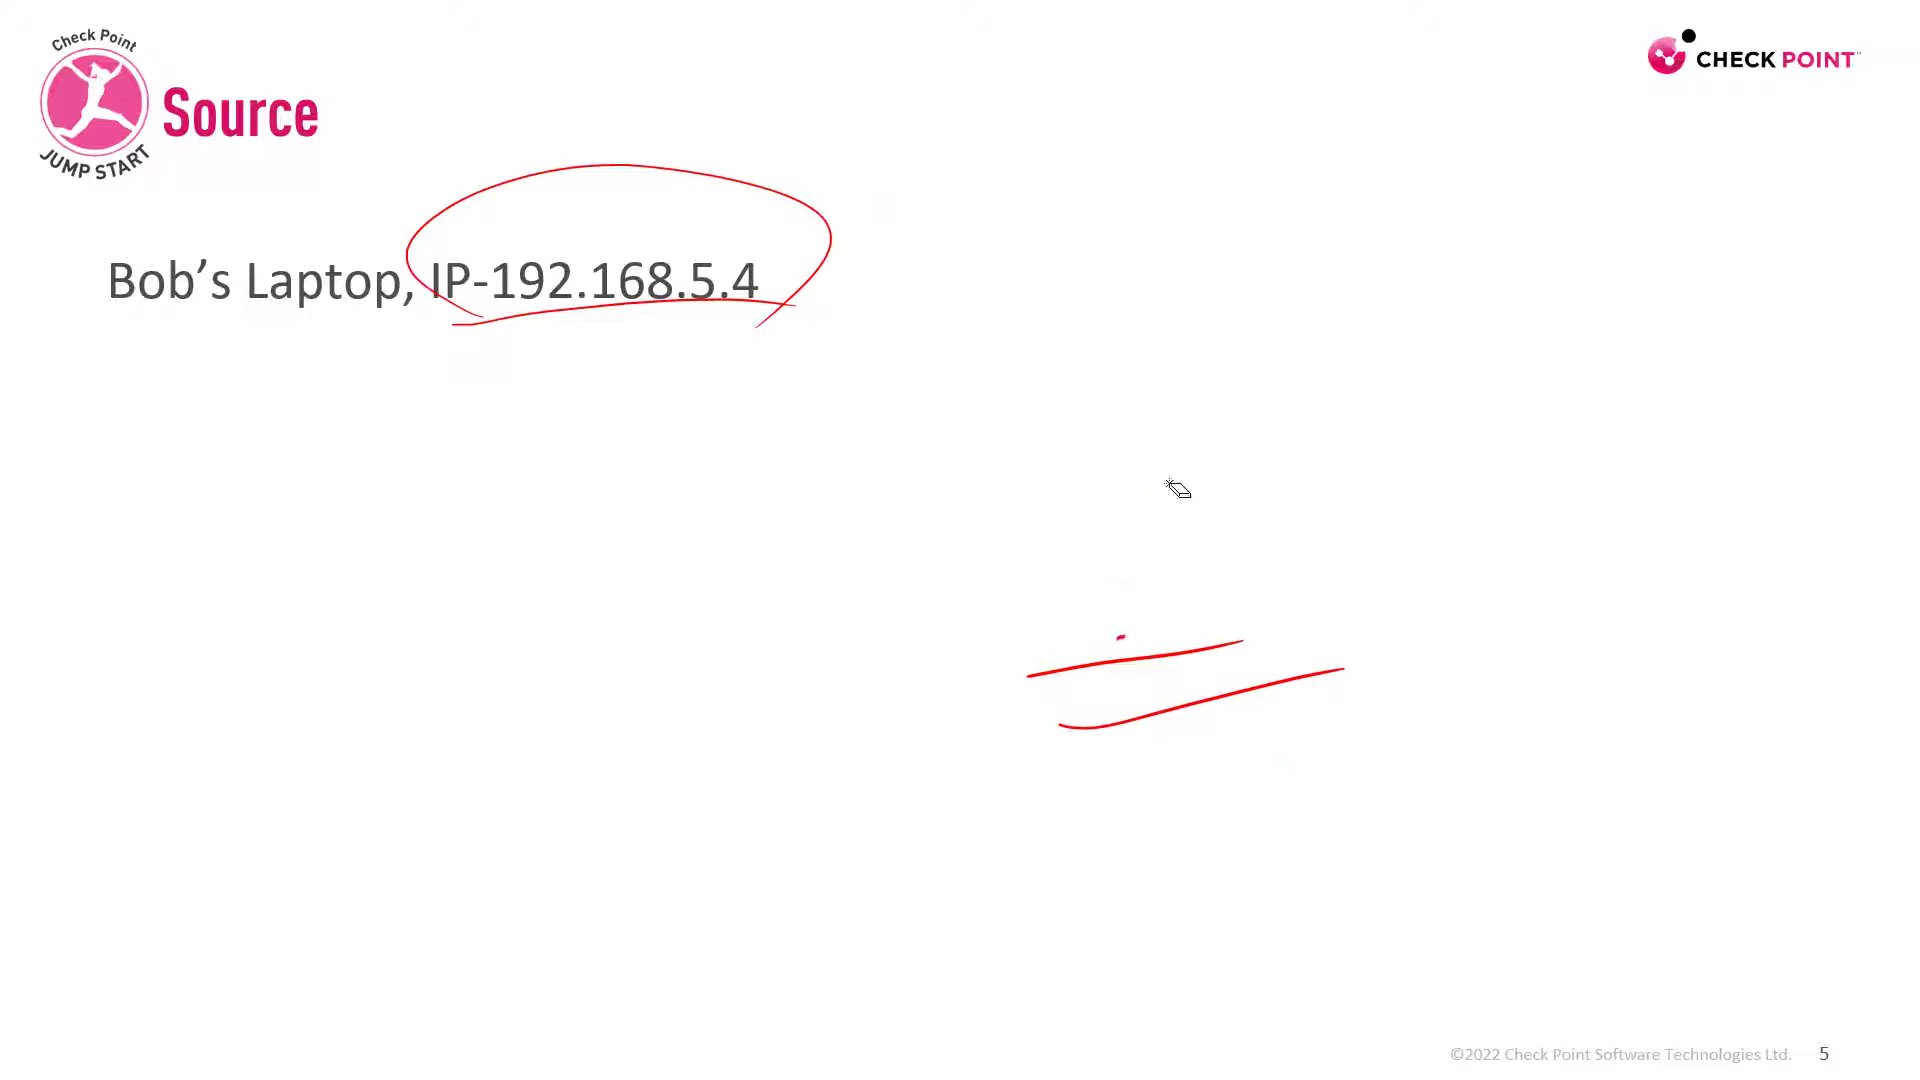 Check Point
JUMP START
Source
CHECK POINT™
Bob’s Laptop, IP-192.168.5.4
©2022 Check Point Software Technologies Ltd. 5